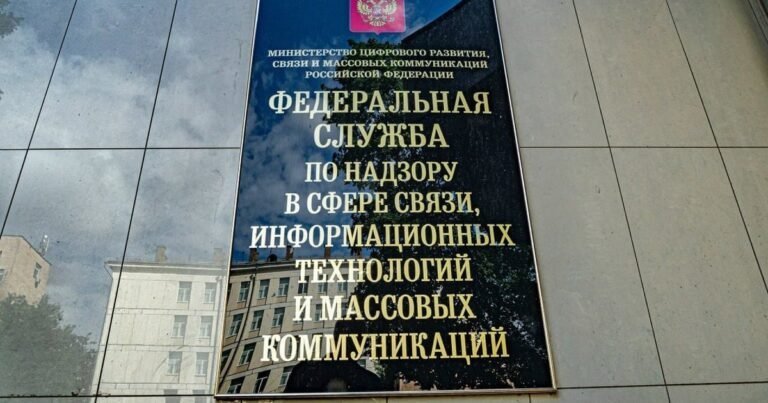 МИНИСТЕРСТВО ЦИФРОВОГО РАЗВИТИЯ,
СВЯЗИ И МАССОВЫХ КОММУНИКАЦИЙ
РОССИЙСКОЙ ФЕДЕРАЦИИ
ФЕДЕРАЛЬНАЯ
СЛУЖБА
ПО НАДЗОРУ
В СФЕРЕ СВЯЗИ,
ИНФОРМАЦИОННЫХ
ТЕХНОЛОГИЙ
И МАССОВЫХ
КОММУНИКАЦИЙ